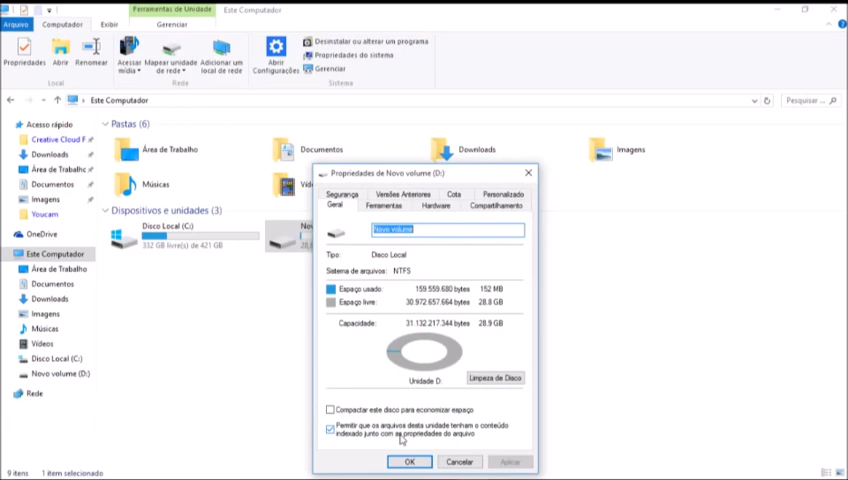 Ferramentas de Unidade
Este Computador
Arquivo
Computador
Exibir
Gerenciar
Propriedades
Abrir
Renomear
Acessar mídia
Mapear unidade de rede
Adicionar um local de rede
Abrir Configurações
Desinstalar ou alterar um programa
Propriedades do sistema
Gerenciar
Local
Rede
Sistema
Este Computador
Pesquisar ...
Acesso rápido
Creative Cloud F
Downloads
Área de Trabalho
Documentos
Imagens
Youcam
OneDrive
Este Computador
Área de Trabalho
Documentos
Downloads
Imagens
Músicas
Vídeos
Disco Local (C:)
Novo volume (D:)
Rede
Pastas (6)
Área de Trabalho
Documentos
Downloads
Imagens
Músicas
Dispositivos e unidades (3)
Disco Local (C:)
332 GB livre(s) de 421 GB
Propriedades de Novo volume (D:)
Segurança
Versões Anteriores
Cota
Personalizado
Geral
Ferramentas
Hardware
Compartilhamento
Novo volume
Tipo: Disco Local
Sistema de arquivos: NTFS
Espaço usado: 159.559.680 bytes 152 MB
Espaço livre: 30.972.657.664 bytes 28,8 GB
Capacidade: 31.132.217.344 bytes 28,9 GB
Unidade D:
Limpeza de Disco
Compactar este disco para economizar espaço
Permitir que os arquivos desta unidade tenham o conteúdo
indexado junto com as propriedades do arquivo
OK
Cancelar
Aplicar
9 itens
1 item selecionado